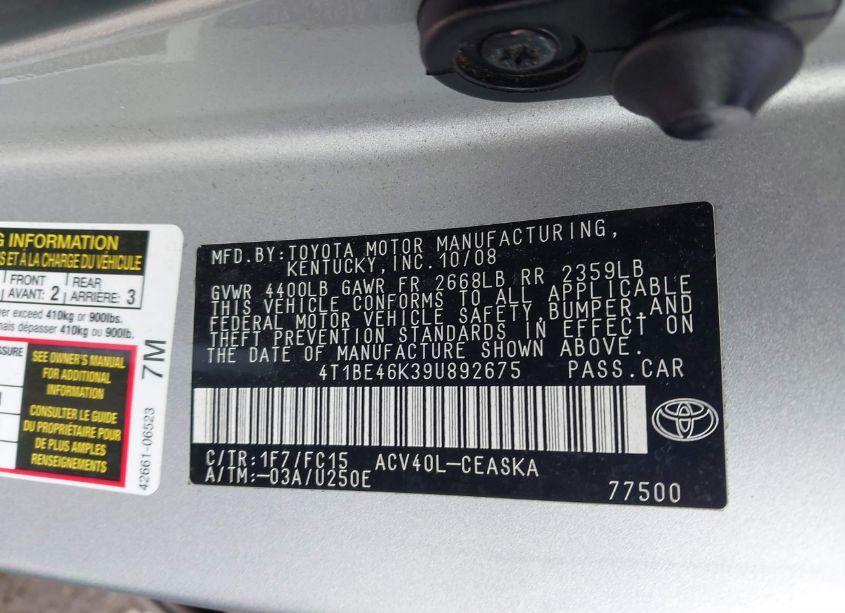 G INFORMATION
S ET À LA CHARGE DU VÉHICULE
FRONT
AVANT: 2
REAR
ARRIÈRE: 3
er exceed 410kg or 900lbs.
mais dépasser 410kg ou 900lb.
SSURE
SEE OWNER'S MANUAL
FOR ADDITIONAL
INFORMATION
CONSULTER LE GUIDE
DU PROPRIÉTAIRE POUR
DE PLUS AMPLES
RENSEIGNEMENTS
7M
42661-06523
MFD.BY:TOYOTA MOTOR MANUFACTURING,
KENTUCKY,INC.10/08
GVWR 4400LB GAWR FR 2668LB RR 2359LB
THIS VEHICLE CONFORMS TO ALL APPLICABLE
FEDERAL MOTOR VEHICLE SAFETY,BUMPER,AND
THEFT PREVENTION STANDARDS IN EFFECT ON
THE DATE OF MANUFACTURE SHOWN ABOVE.
4T1BE46K39U892675 PASS.CAR
C/TR:1F7/FC15 ACV40L-CEASKA
A/TM:-03A/U250E
77500